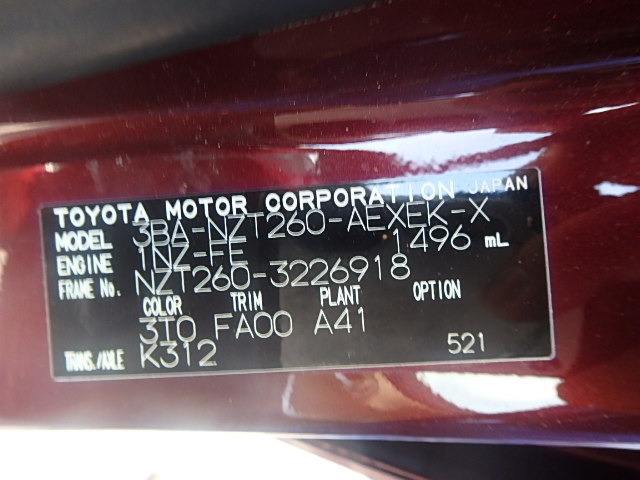 TOYOTA MOTOR CORPORATION JAPAN
MODEL 3BA-NZT260-AEXEK-X
ENGINE 1NZ-FE 1496 mL
FRAME No. NZT260-3226918
COLOR TRIM PLANT OPTION
3T0 FA00 A41
TRANS./AXLE K312 521